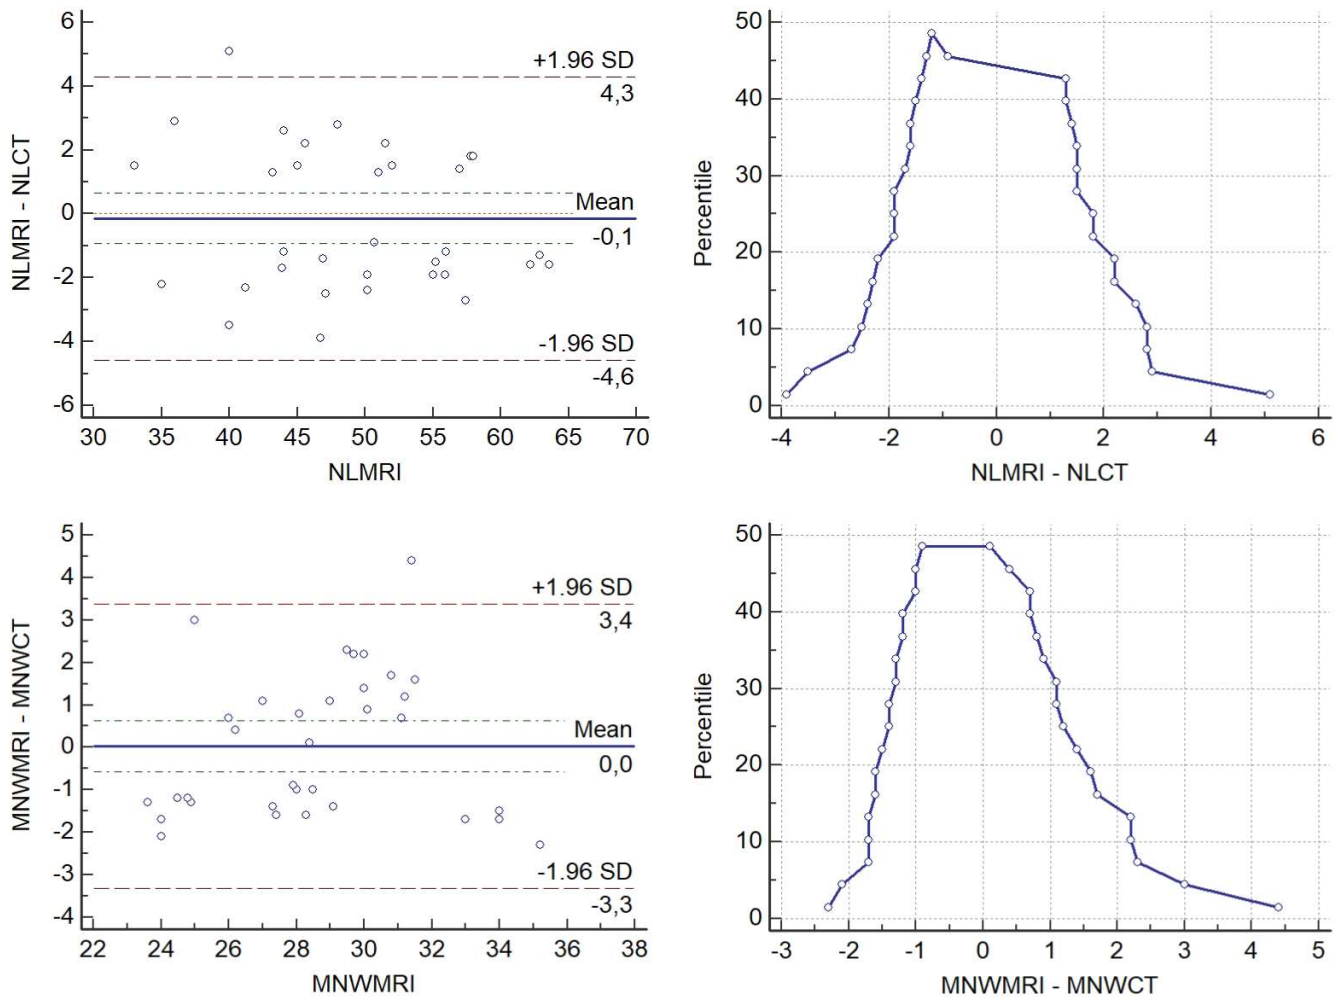 6
4
2
0
-2
-4
-6
NLMRI - NLCT
+1.96 SD
4,3
Mean
-0,1
-1.96 SD
-4,6
30 35 40 45 50 55 60 65 70
NLMRI
50
40
30
20
10
0
Percentile
-4 -2 0 2 4 6
NLMRI - NLCT
5
4
3
2
1
0
-1
-2
-3
-4
MNWMRI - MNWCT
+1.96 SD
3,4
Mean
0,0
-1.96 SD
-3,3
22 24 26 28 30 32 34 36 38
MNWMRI
50
40
30
20
10
0
Percentile
-3 -2 -1 0 1 2 3 4 5
MNWMRI - MNWCT